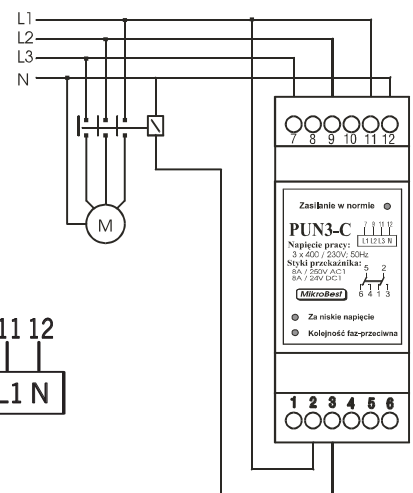 L1
L2
L3
N
7 8 9 10 11 12
M
Zasilanie w normie
PUN3-C
7 9 11 12
L1 L2 L3 N
Napięcie pracy:
3 x 400 / 230V; 50Hz
Styki przekaźnika:
8A / 250V AC1
8A / 24V DC1
5 2
6 4 1 3
MikroBest
Za niskie napięcie
Kolejność faz-przeciwna
11 12
L1 N
1 2 3 4 5 6